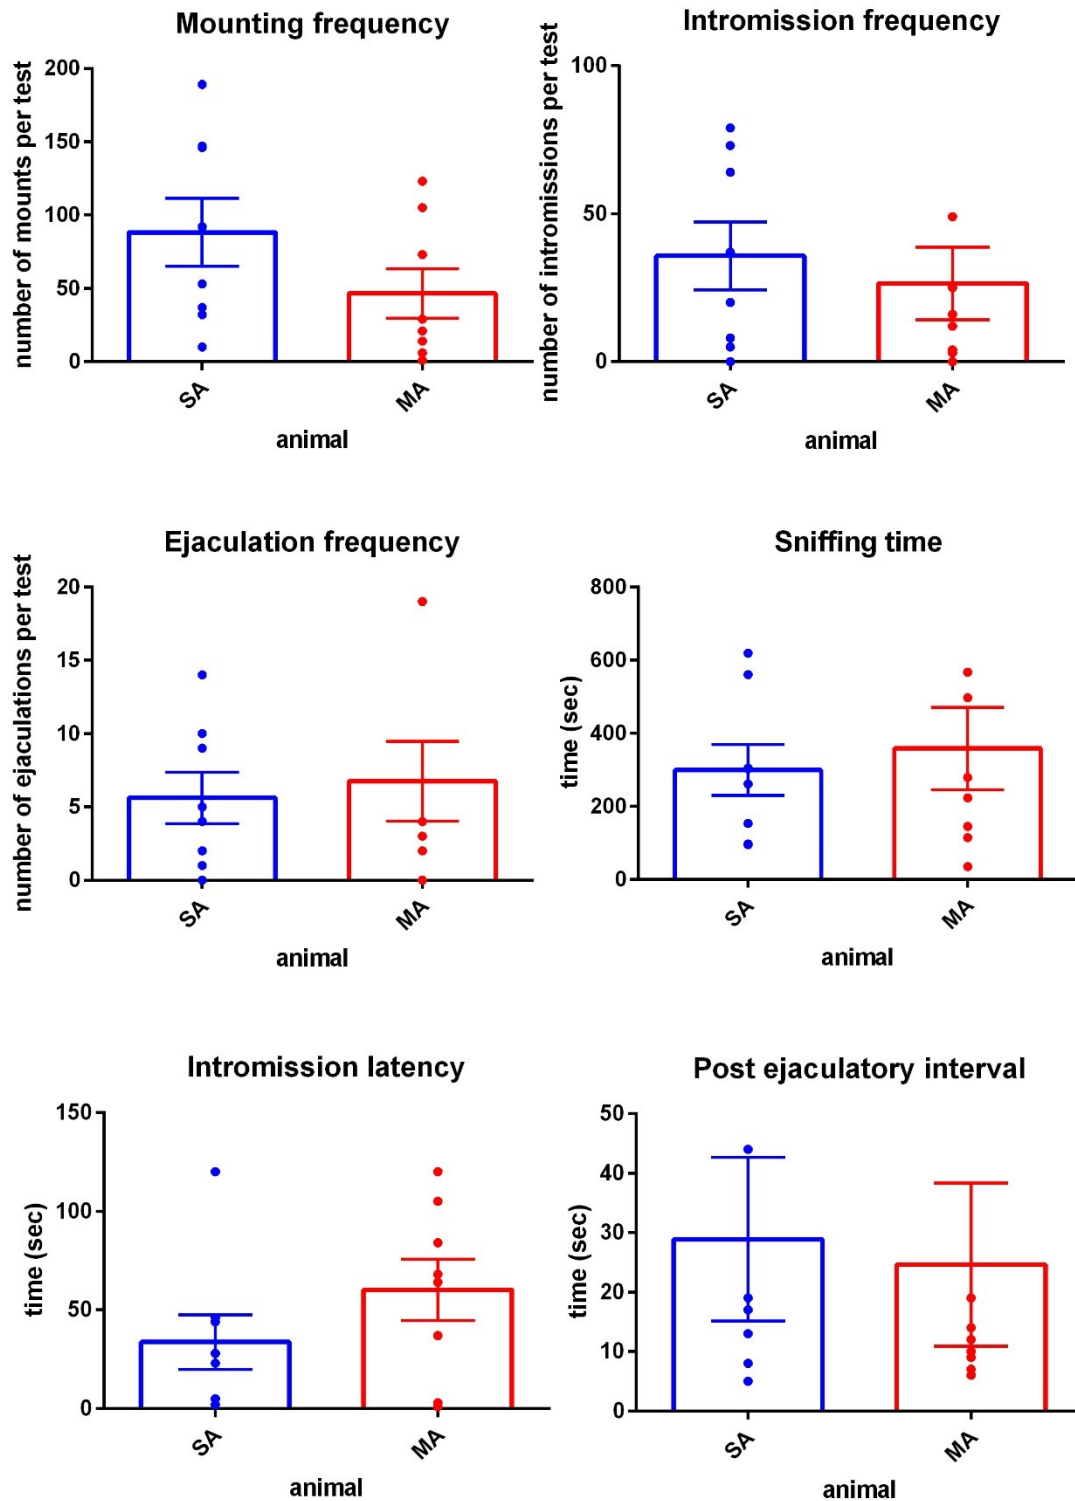 Mounting frequency
number of mounts per test
200
150
100
50
0
SA
MA
animal
Intromission frequency
number of intromissions per test
100
50
0
SA
MA
animal
Ejaculation frequency
number of ejaculations per test
20
15
10
5
0
SA
MA
animal
Sniffing time
time (sec)
800
600
400
200
0
SA
MA
animal
Intromission latency
time (sec)
150
100
50
0
SA
MA
animal
Post ejaculatory interval
time (sec)
50
40
30
20
10
0
SA
MA
animal